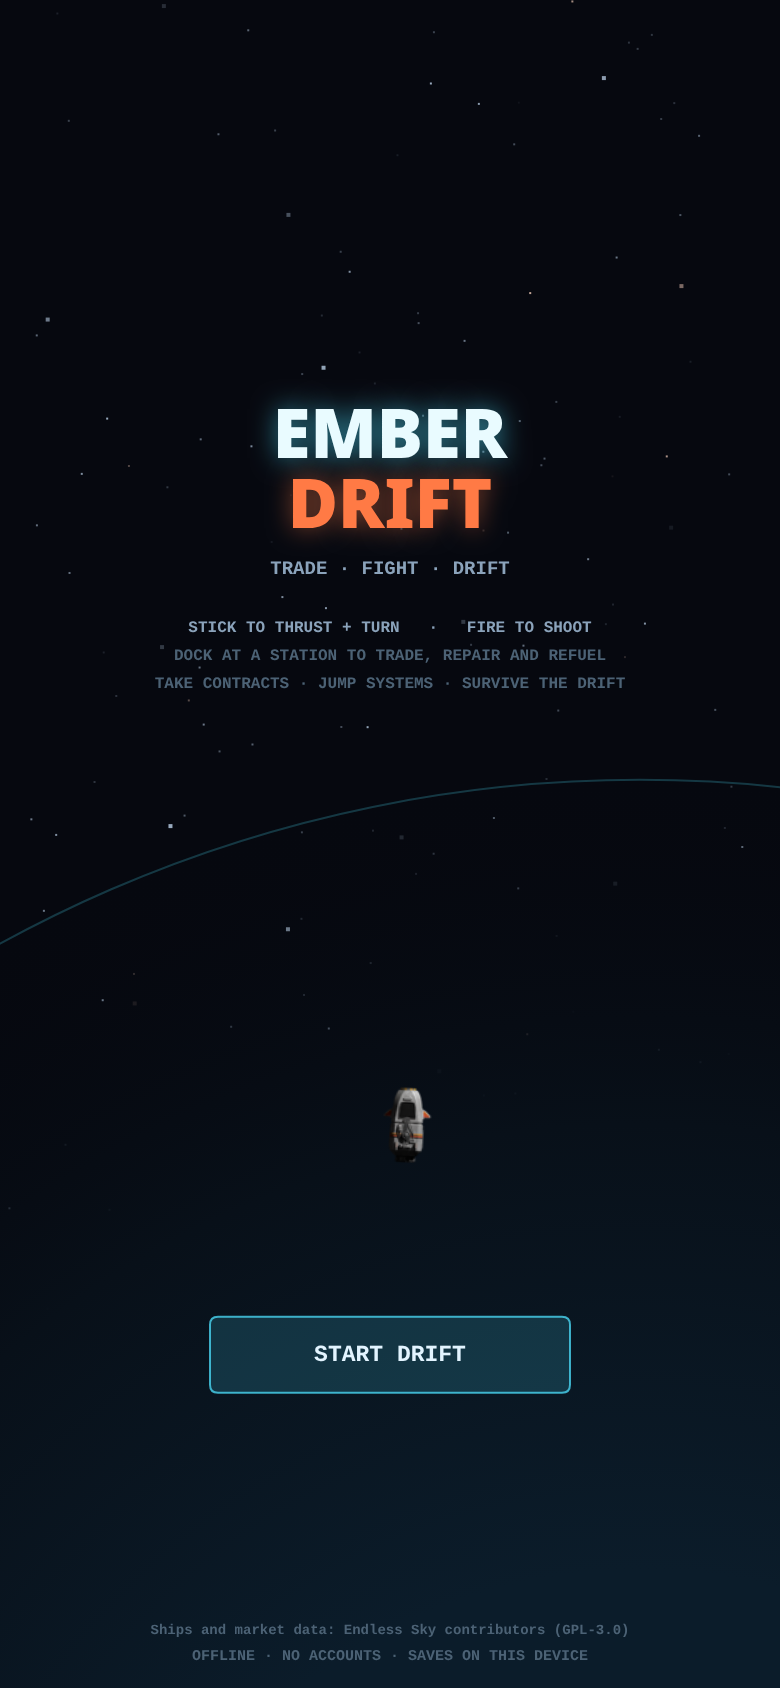 EMBER
DRIFT
TRADE · FIGHT · DRIFT
STICK TO THRUST + TURN · FIRE TO SHOOT
DOCK AT A STATION TO TRADE, REPAIR AND REFUEL
TAKE CONTRACTS · JUMP SYSTEMS · SURVIVE THE DRIFT
START DRIFT
Ships and market data: Endless Sky contributors (GPL-3.0)
OFFLINE · NO ACCOUNTS · SAVES ON THIS DEVICE